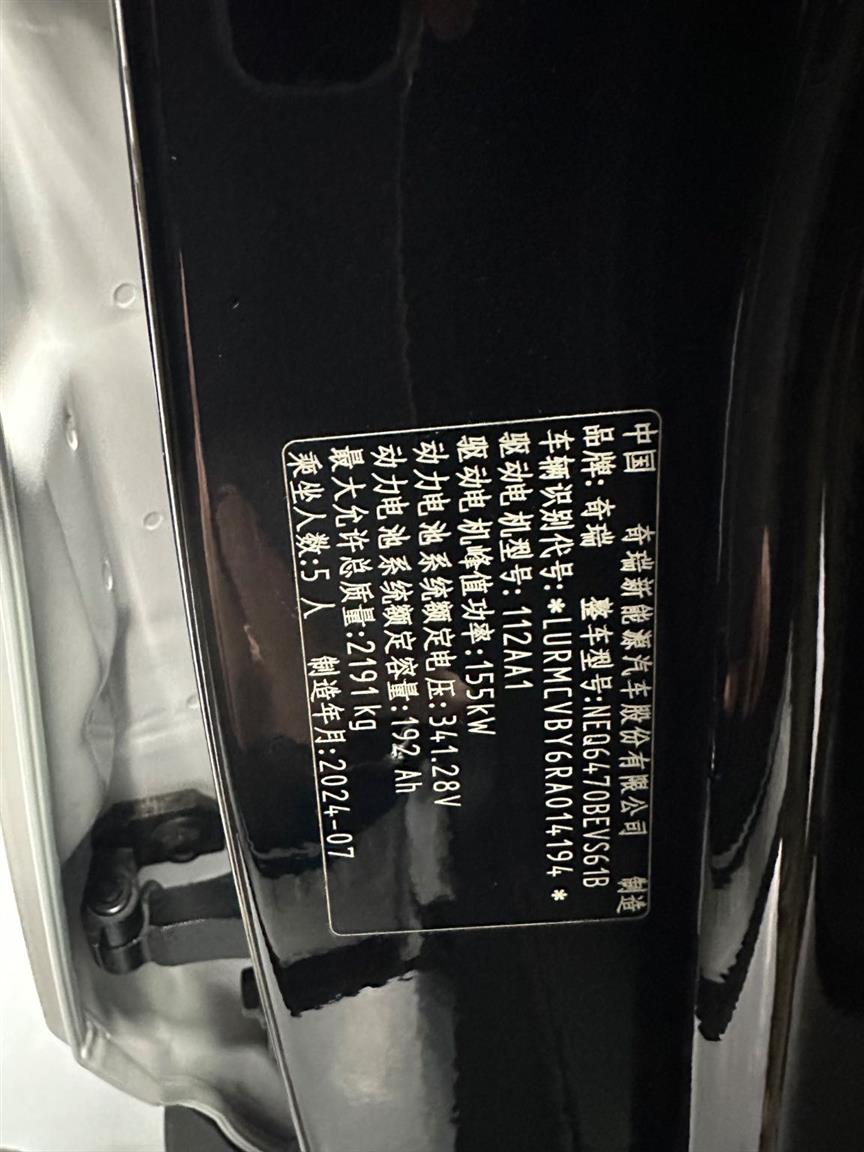 中国 奇瑞新能源汽车股份有限公司 制造
品牌: 奇瑞 整车型号:NEQ6470BEVS61B
车辆识别代号:*LURMCVBY6RA014194*
驱动电机型号:112AA1
驱动电机峰值功率:155kW
动力电池系统额定电压:341.28V
动力电池系统额定容量:192 Ah
最大允许总质量:2191kg
乘坐人数:5 人 制造年月:2024-07